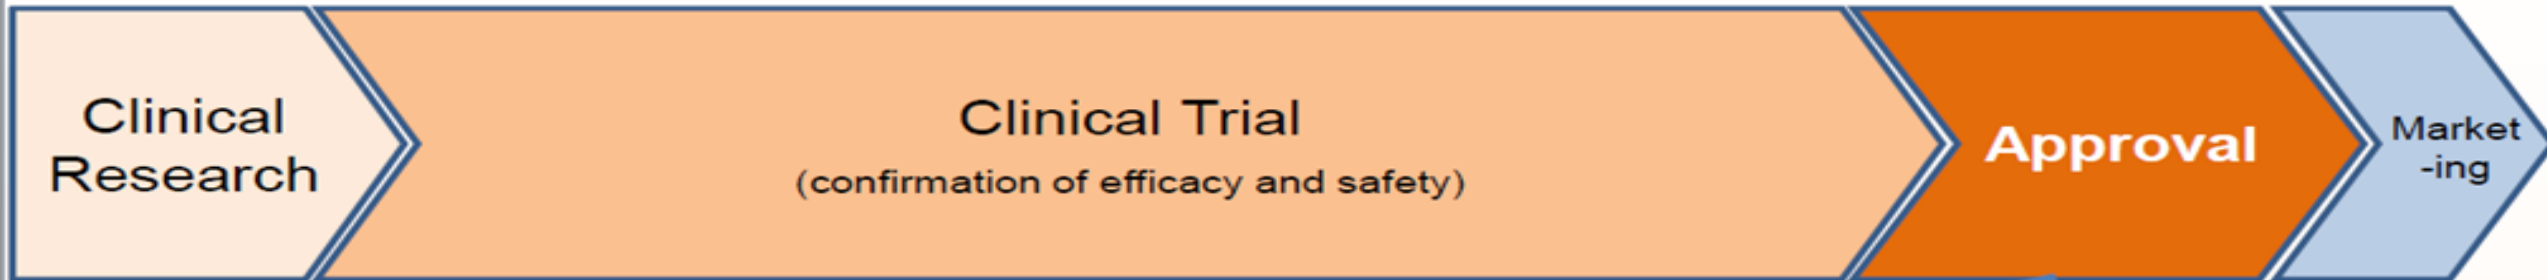 Clinical
Research
Clinical Trial
(confirmation of efficacy and safety)
Approval
Market
-ing